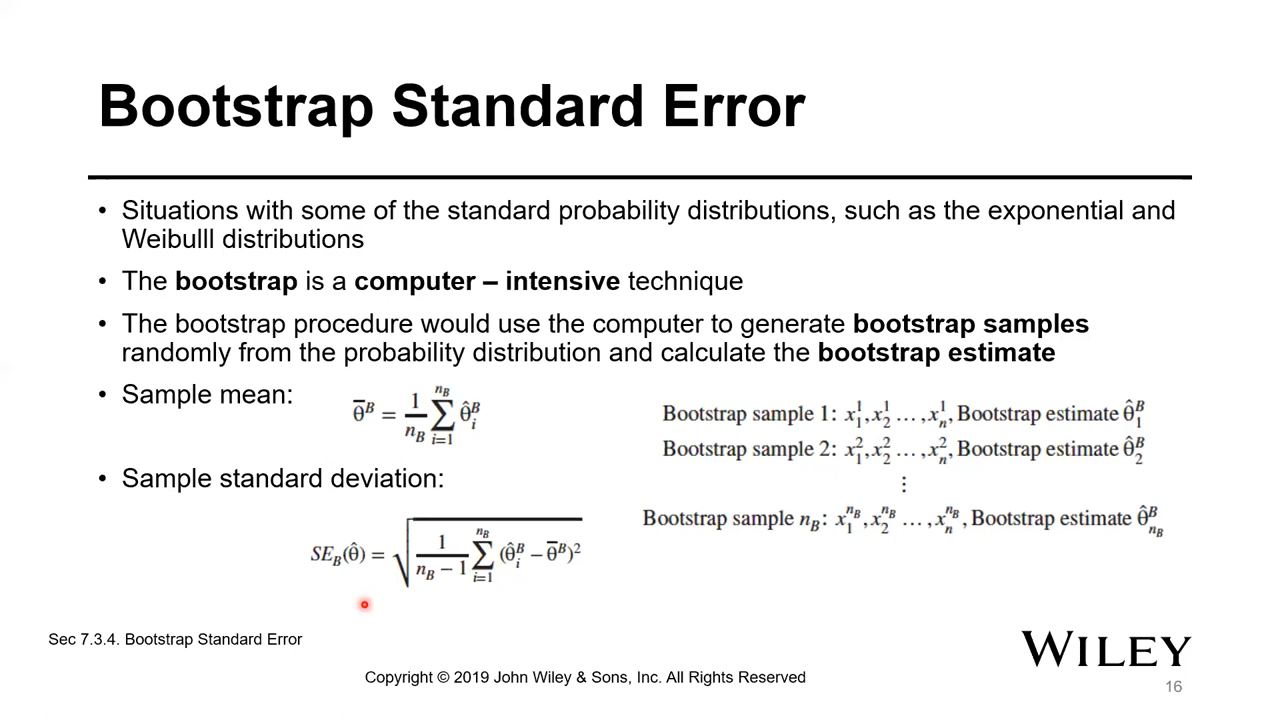 Bootstrap Standard Error
• Situations with some of the standard probability distributions, such as the exponential and
Weibulll distributions
• The bootstrap is a computer – intensive technique
• The bootstrap procedure would use the computer to generate bootstrap samples
randomly from the probability distribution and calculate the bootstrap estimate
• Sample mean:
θ̅ᴮ = 1/n_B ∑_{i=1}^{n_B} θ̂_i^B
• Sample standard deviation:
SE_B(θ̂) = √(1/(n_B − 1) ∑_{i=1}^{n_B} (θ̂_i^B − θ̅^B)²)
Bootstrap sample 1: x_1^1, x_2^1 …, x_n^1, Bootstrap estimate θ̂_1^B
Bootstrap sample 2: x_1^2, x_2^2 …, x_n^2, Bootstrap estimate θ̂_2^B
⋮
Bootstrap sample n_B: x_1^{n_B}, x_2^{n_B} …, x_n^{n_B}, Bootstrap estimate θ̂_{n_B}^B
Sec 7.3.4. Bootstrap Standard Error
WILEY
Copyright © 2019 John Wiley & Sons, Inc. All Rights Reserved
16